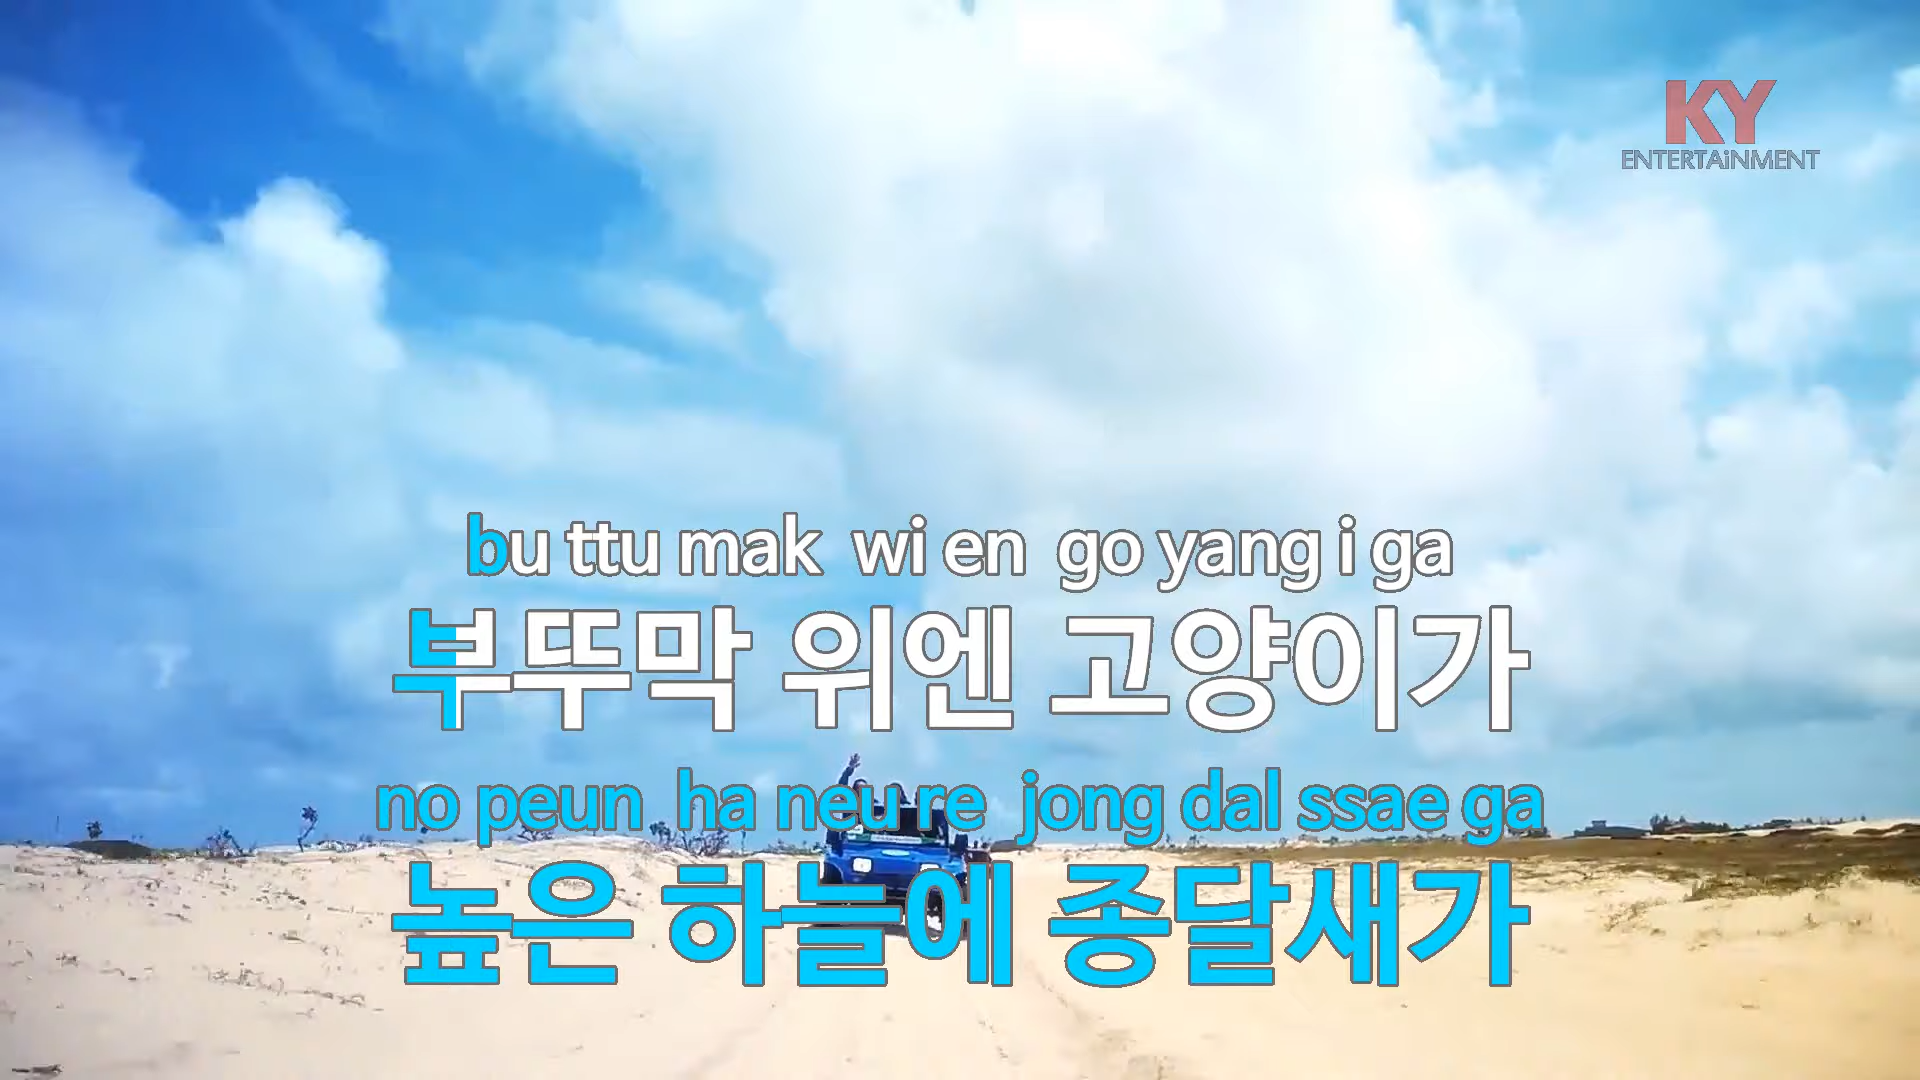 KY
ENTERTAiNMENT
bu ttu mak wi en go yang i ga
부뚜막 위엔 고양이가
no peun ha neu re jong dal ssae ga
높은 하늘에 종달새가